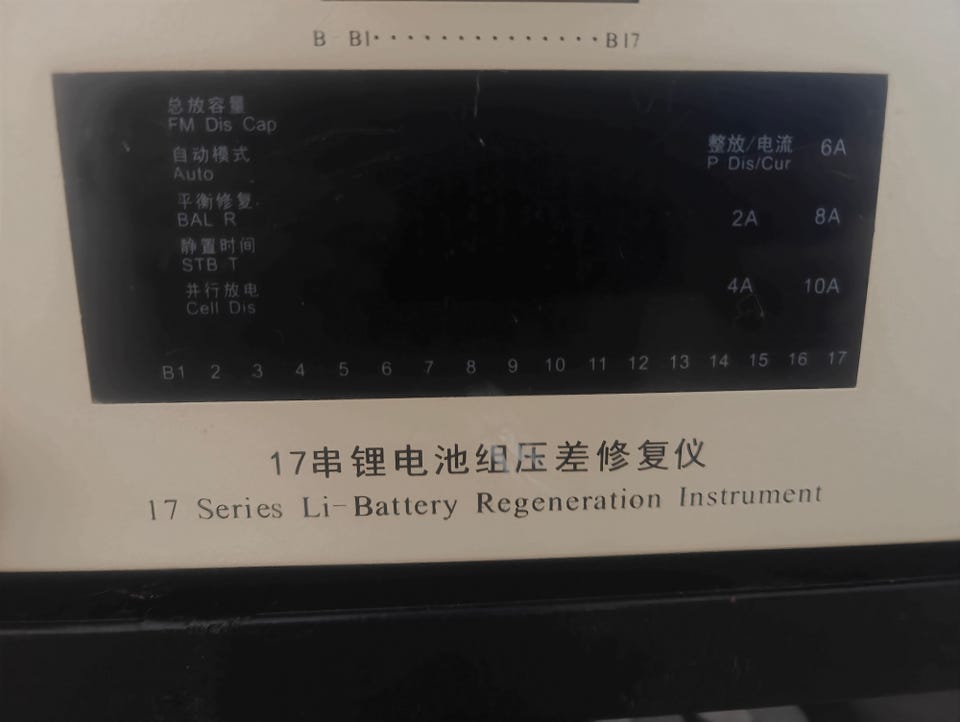 B- B1··············B17
总放容量
FM Dis Cap
自动模式
Auto
平衡修复
BAL R
静置时间
STB T
并行放电
Cell Dis
整放/电流 6A
P Dis/Cur
2A 8A
4A 10A
B1 2 3 4 5 6 7 8 9 10 11 12 13 14 15 16 17
17串锂电池组压差修复仪
17 Series Li-Battery Regeneration Instrument